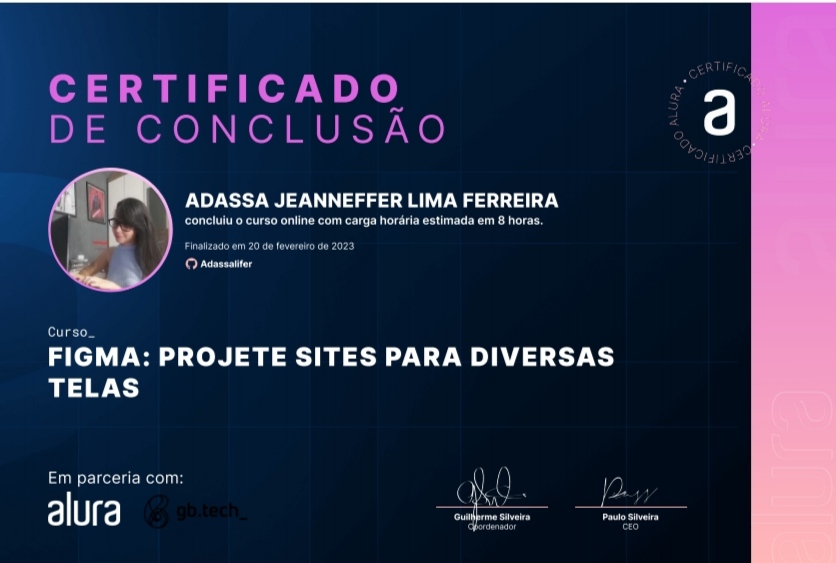 CERTIFICADO
DE CONCLUSÃO
CERTIFICADO ALURA • CERTIFICADO ALURA •
a
ADASSA JEANNEFFER LIMA FERREIRA
concluiu o curso online com carga horária estimada em 8 horas.
Finalizado em 20 de fevereiro de 2023
Adassalifer
Curso_
FIGMA: PROJETE SITES PARA DIVERSAS
TELAS
Em parceria com:
alura gb.tech_
Guilherme Silveira
Coordenador
Paulo Silveira
CEO
alura
alura